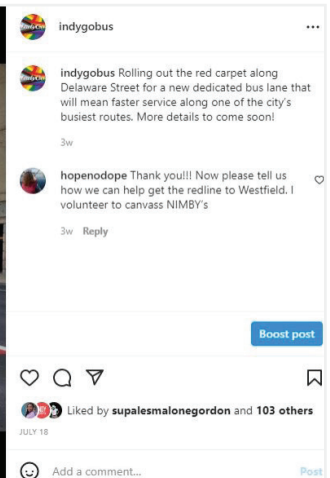 indygobus
indygobus Rolling out the red carpet along
Delaware Street for a new dedicated bus lane that
will mean faster service along one of the city's
busiest routes. More details to come soon!
3w
hopenodope Thank you!!! Now please tell us
how we can help get the redline to Westfield. I
volunteer to canvass NIMBY's
3w Reply
Boost post
Liked by supalesmalonegordon and 103 others
JULY 18
Add a comment... Post